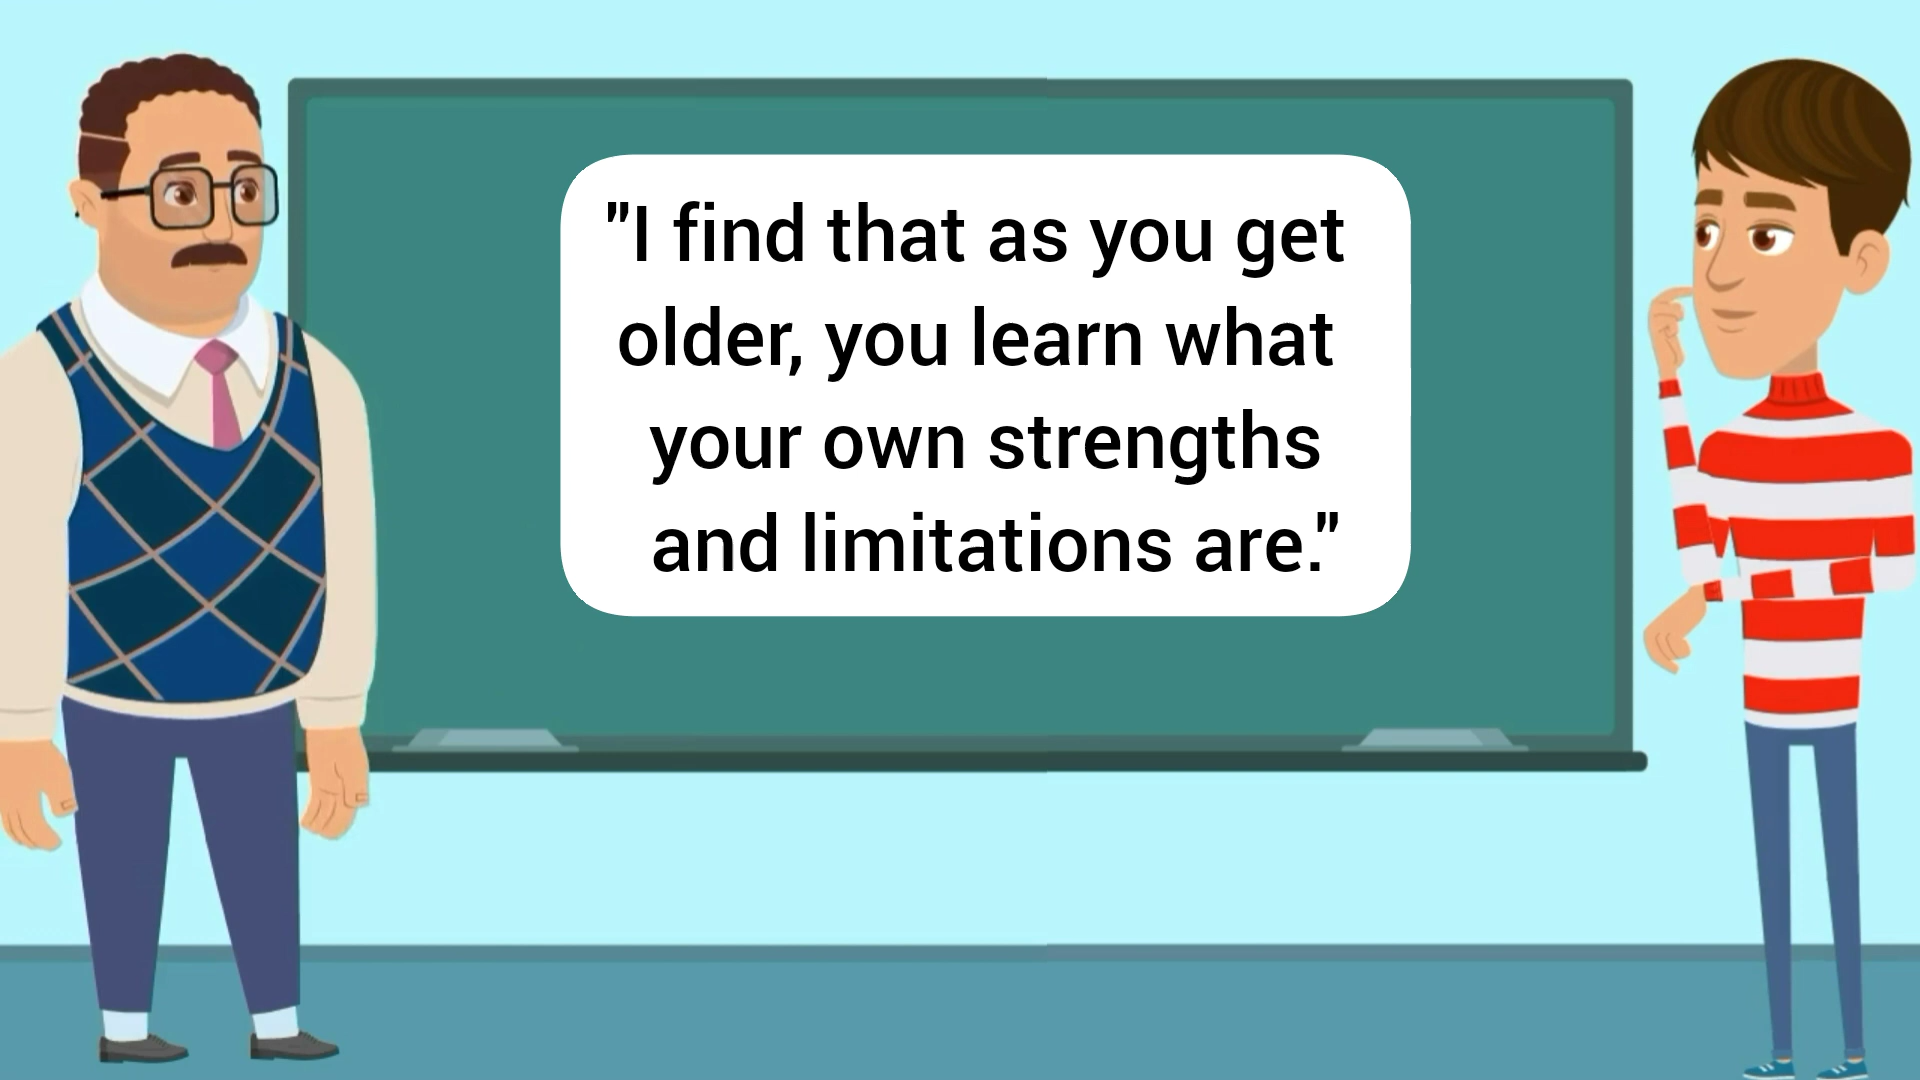 "I find that as you get
older, you learn what
your own strengths
and limitations are."